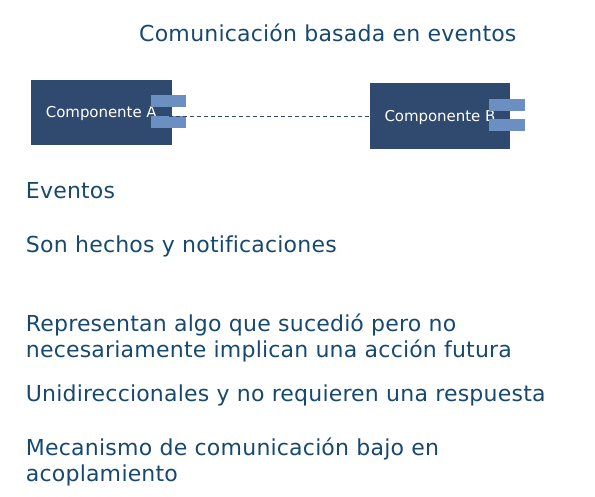 Comunicación basada en eventos
Componente A
Componente B
Eventos
Son hechos y notificaciones
Representan algo que sucedió pero no
necesariamente implican una acción futura
Unidireccionales y no requieren una respuesta
Mecanismo de comunicación bajo en
acoplamiento